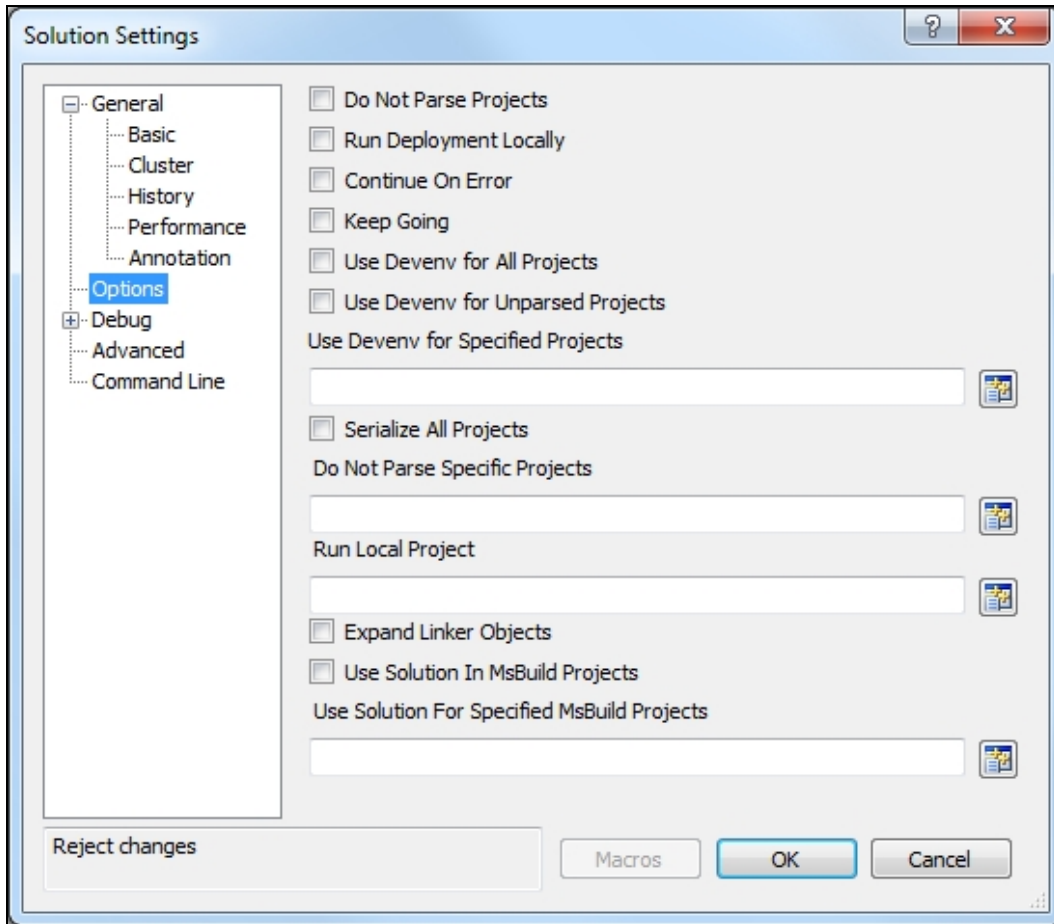 Solution Settings
General
Basic
Cluster
History
Performance
Annotation
Options
Debug
Advanced
Command Line
Do Not Parse Projects
Run Deployment Locally
Continue On Error
Keep Going
Use Devenv for All Projects
Use Devenv for Unparsed Projects
Use Devenv for Specified Projects
Serialize All Projects
Do Not Parse Specific Projects
Run Local Project
Expand Linker Objects
Use Solution In MsBuild Projects
Use Solution For Specified MsBuild Projects
Reject changes
Macros
OK
Cancel